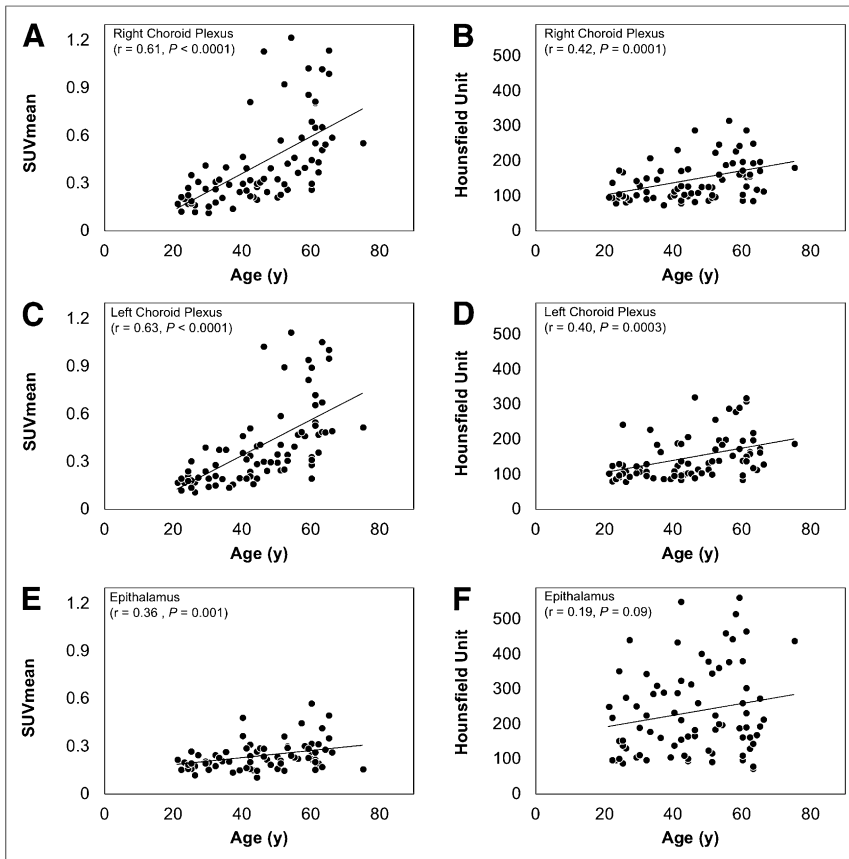 A
Right Choroid Plexus
(r = 0.61, P < 0.0001)
SUVmean
1.2
0.9
0.6
0.3
0
0 20 40 60 80
Age (y)
B
Right Choroid Plexus
(r = 0.42, P = 0.0001)
Hounsfield Unit
500
400
300
200
100
0
0 20 40 60 80
Age (y)
C
Left Choroid Plexus
(r = 0.63, P < 0.0001)
SUVmean
1.2
0.9
0.6
0.3
0
0 20 40 60 80
Age (y)
D
Left Choroid Plexus
(r = 0.40, P = 0.0003)
Hounsfield Unit
500
400
300
200
100
0
0 20 40 60 80
Age (y)
E
Epithalamus
(r = 0.36 , P = 0.001)
SUVmean
1.2
0.9
0.6
0.3
0
0 20 40 60 80
Age (y)
F
Epithalamus
(r = 0.19, P = 0.09)
Hounsfield Unit
500
400
300
200
100
0
0 20 40 60 80
Age (y)